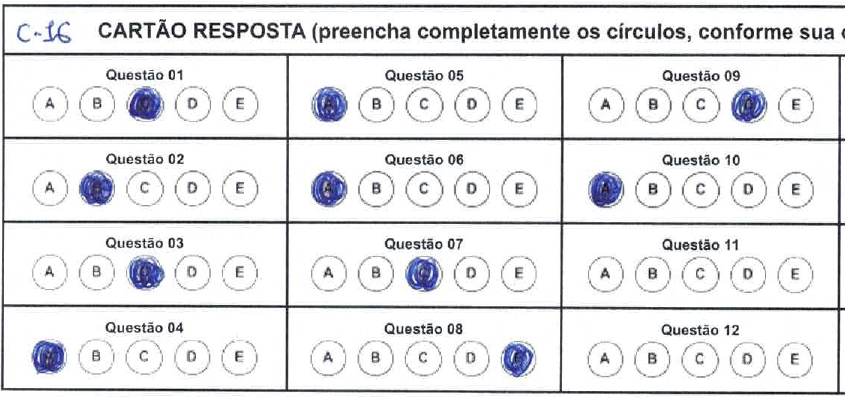 C-16 CARTÃO RESPOSTA (preencha completamente os círculos, conforme sua
Questão 01 Questão 05 Questão 09
A B C D E A B C D E A B C D E
Questão 02 Questão 06 Questão 10
A B C D E A B C D E A B C D E
Questão 03 Questão 07 Questão 11
A B C D E A B C D E A B C D E
Questão 04 Questão 08 Questão 12
A B C D E A B C D E A B C D E